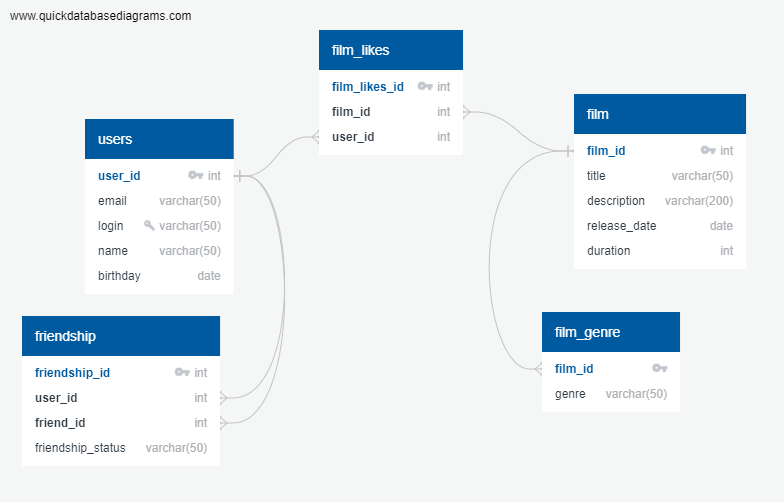 www.quickdatabasediagrams.com
film_likes
film_likes_id int
film_id int
user_id int
film
film_id int
title varchar(50)
description varchar(200)
release_date date
duration int
users
user_id int
email varchar(50)
login varchar(50)
name varchar(50)
birthday date
friendship
friendship_id int
user_id int
friend_id int
friendship_status varchar(50)
film_genre
film_id
genre varchar(50)